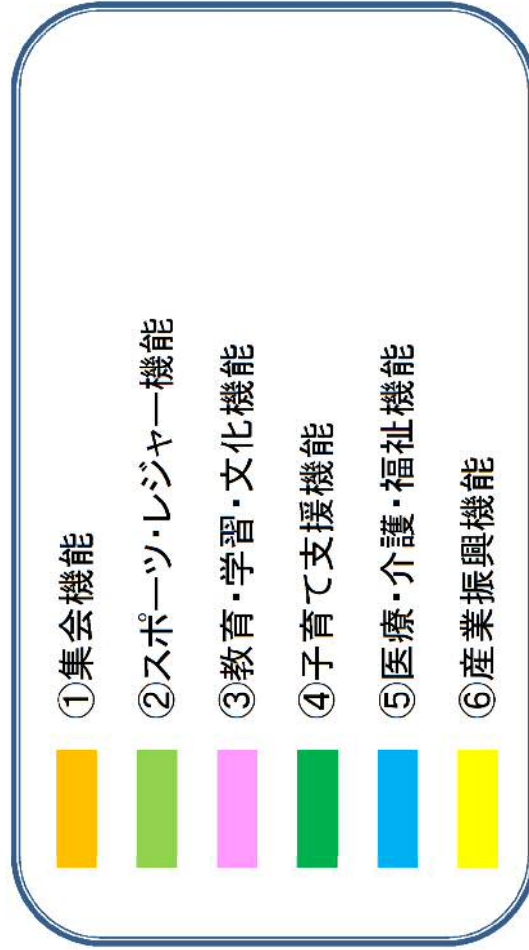 ①集会機能
②スポーツ・レジャー機能
③教育・学習・文化機能
④子育て支援機能
⑤医療・介護・福祉機能
⑥産業振興機能